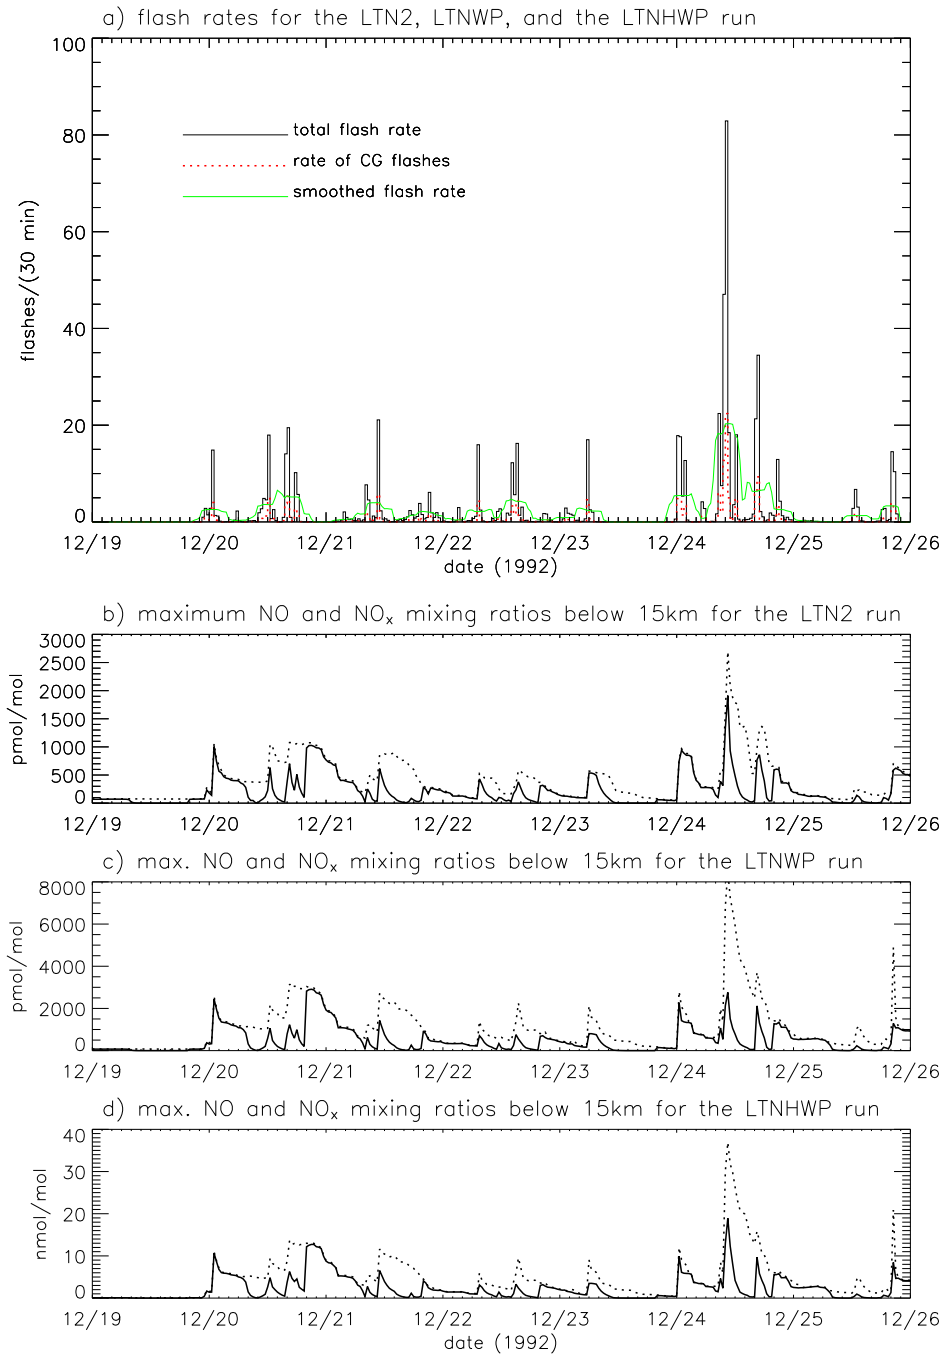 a) flash rates for the LTN2, LTNWP, and the LTNHWP run
100
80
60
40
20
0
flashes/(30 min)
total flash rate
rate of CG flashes
smoothed flash rate
12/19 12/20 12/21 12/22 12/23 12/24 12/25 12/26
date (1992)
b) maximum NO and NOx mixing ratios below 15km for the LTN2 run
3000
2500
2000
1500
1000
500
0
pmol/mol
12/19 12/20 12/21 12/22 12/23 12/24 12/25 12/26
c) max. NO and NOx mixing ratios below 15km for the LTNWP run
8000
6000
4000
2000
0
pmol/mol
12/19 12/20 12/21 12/22 12/23 12/24 12/25 12/26
d) max. NO and NOx mixing ratios below 15km for the LTNHWP run
40
30
20
10
0
nmol/mol
12/19 12/20 12/21 12/22 12/23 12/24 12/25 12/26
date (1992)